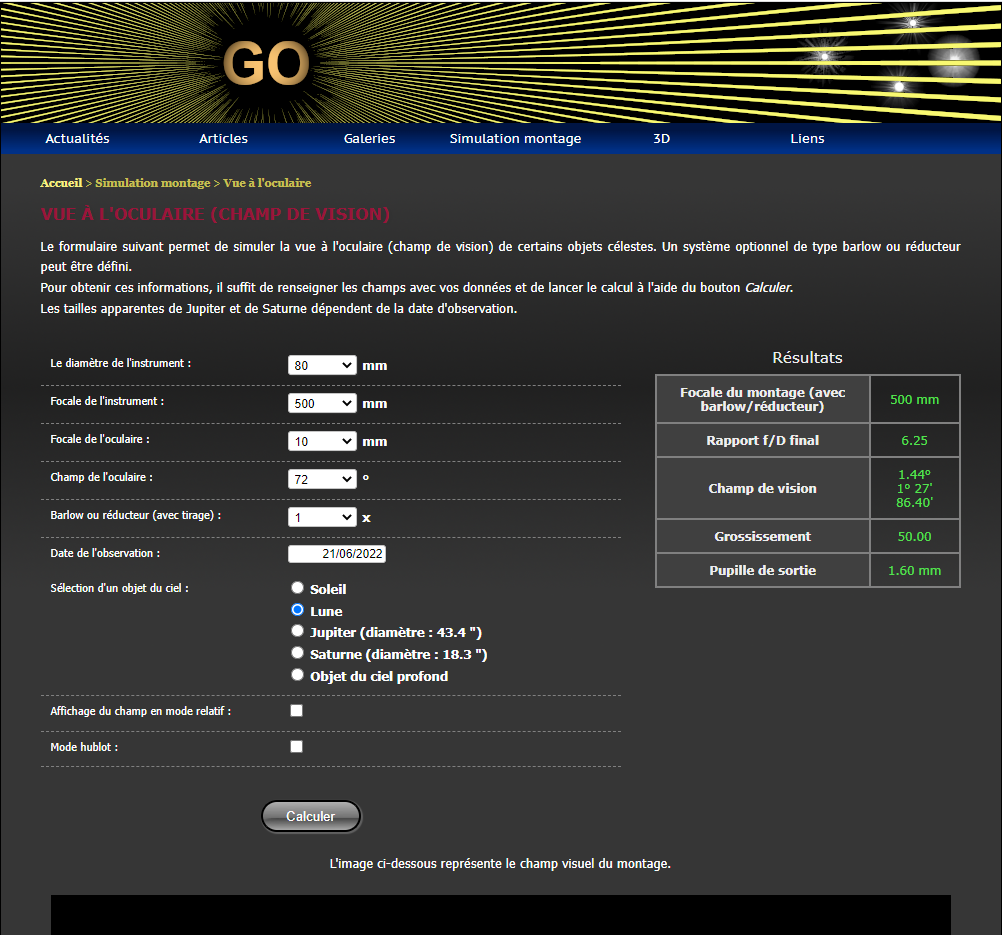 GO
Actualités Articles Galeries Simulation montage 3D Liens
Accueil > Simulation montage > Vue à l'oculaire
VUE À L'OCULAIRE (CHAMP DE VISION)
Le formulaire suivant permet de simuler la vue à l'oculaire (champ de vision) de certains objets célestes. Un système optionnel de type barlow ou réducteur
peut être défini.
Pour obtenir ces informations, il suffit de renseigner les champs avec vos données et de lancer le calcul à l'aide du bouton Calculer.
Les tailles apparentes de Jupiter et de Saturne dépendent de la date d'observation.
Le diamètre de l'instrument : 80 mm
Focale de l'instrument : 500 mm
Focale de l'oculaire : 10 mm
Champ de l'oculaire : 72 °
Barlow ou réducteur (avec tirage) : 1 x
Date de l'observation : 21/06/2022
Sélection d'un objet du ciel :
Soleil
Lune
Jupiter (diamètre : 43.4 ")
Saturne (diamètre : 18.3 ")
Objet du ciel profond
Affichage du champ en mode relatif :
Mode hublot :
Calculer
Résultats
Focale du montage (avec
barlow/réducteur) 500 mm
Rapport f/D final 6.25
Champ de vision
1.44°
1° 27'
86.40'
Grossissement 50.00
Pupille de sortie 1.60 mm
L'image ci-dessous représente le champ visuel du montage.